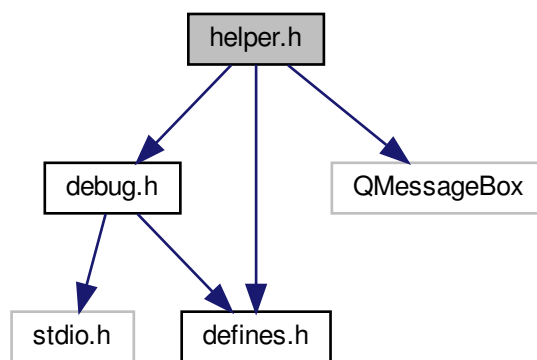 helper.h
debug.h
QMessageBox
stdio.h
defines.h